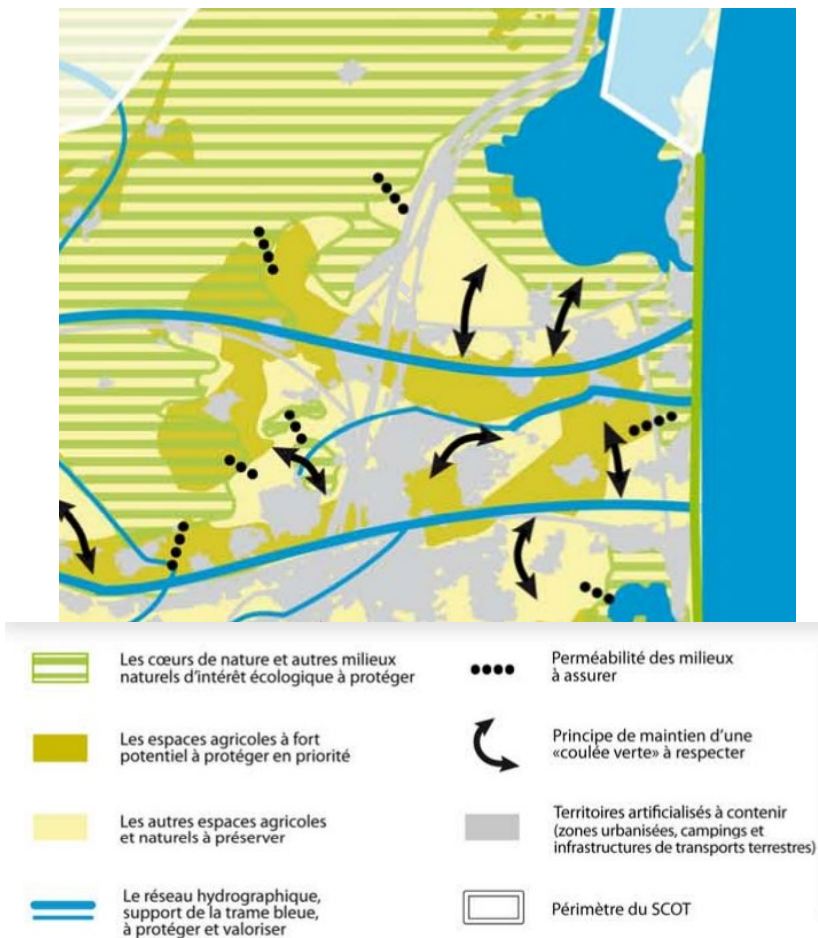 Les cœurs de nature et autres milieux
naturels d'intérêt écologique à protéger
Les espaces agricoles à fort
potentiel à protéger en priorité
Les autres espaces agricoles
et naturels à préserver
Le réseau hydrographique,
support de la trame bleue,
à protéger et valoriser
Perméabilité des milieux
à assurer
Principe de maintien d'une
«coulée verte» à respecter
Territoires artificialisés à contenir
(zones urbanisées, campings et
infrastructures de transports terrestres)
Périmètre du SCOT